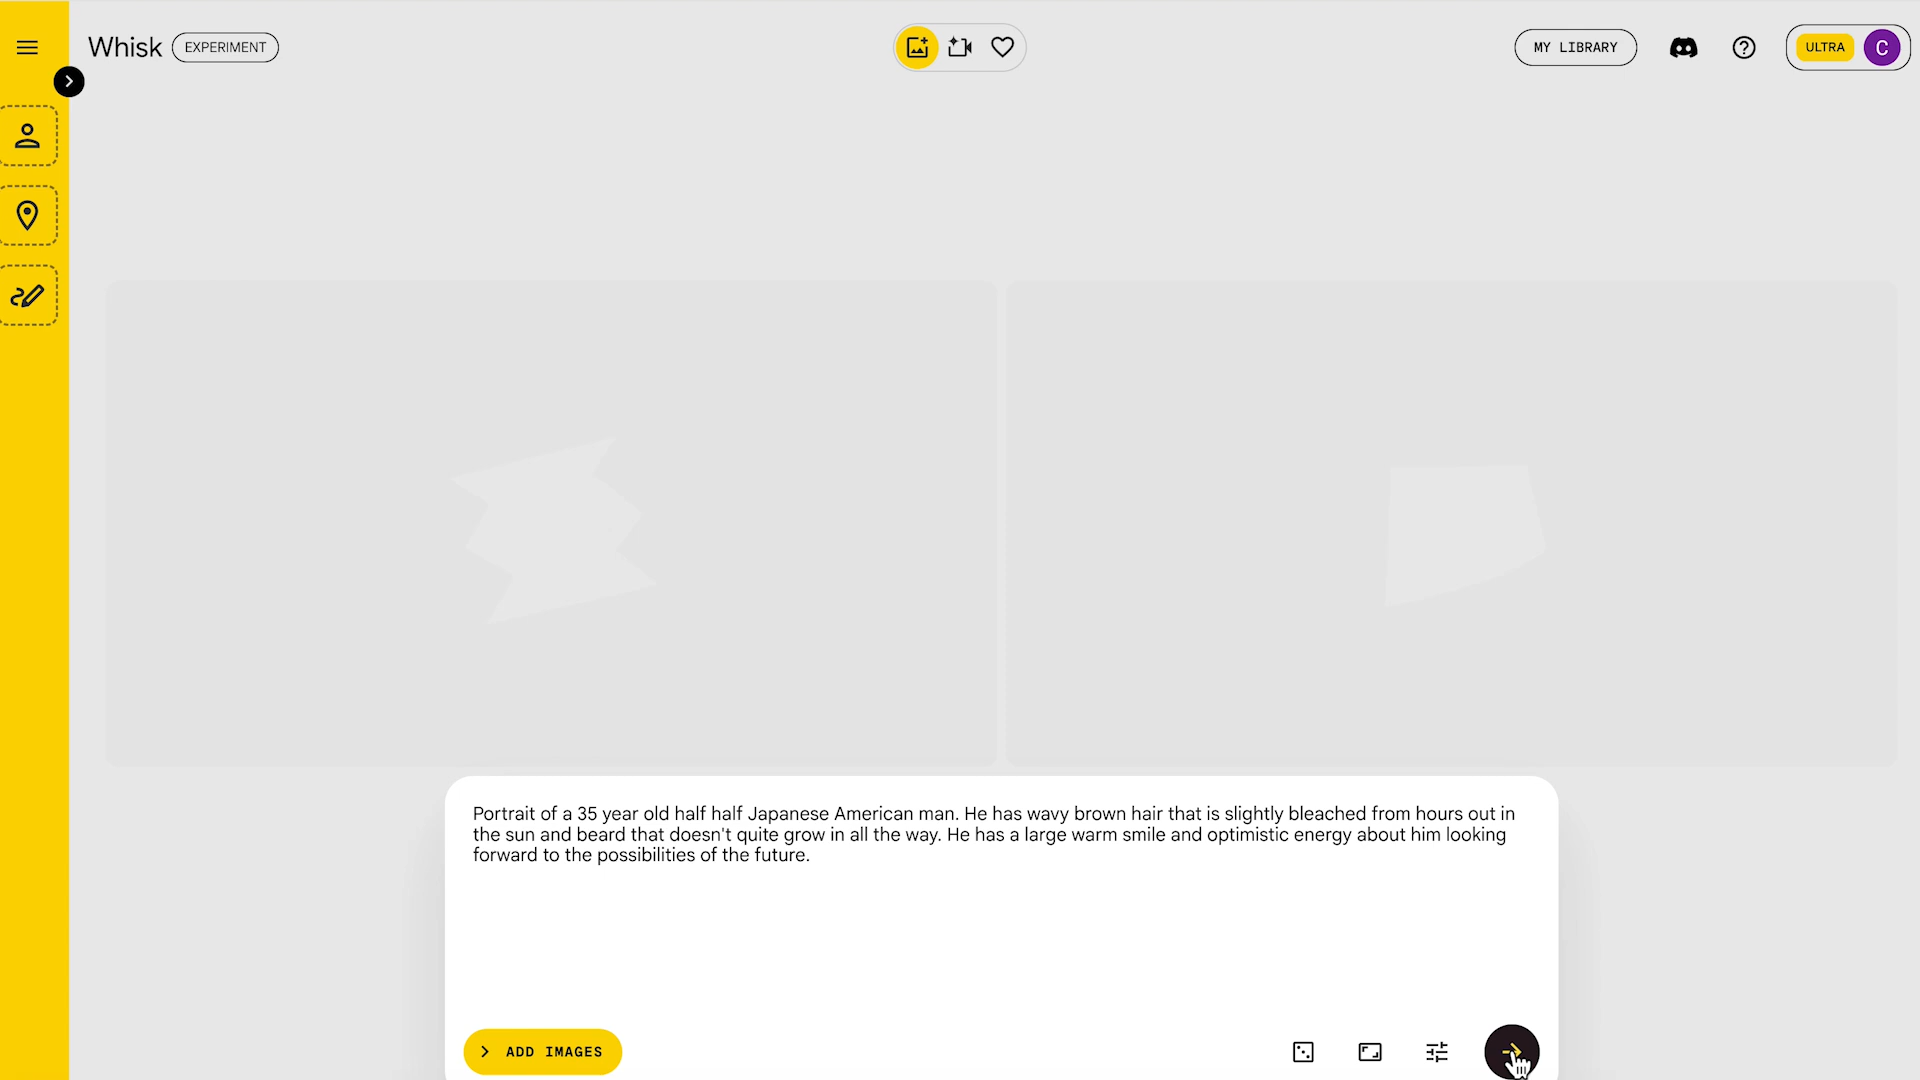 Whisk EXPERIMENT
MY LIBRARY
ULTRA C
Portrait of a 35 year old half half Japanese American man. He has wavy brown hair that is slightly bleached from hours out in
the sun and beard that doesn't quite grow in all the way. He has a large warm smile and optimistic energy about him looking
forward to the possibilities of the future.
ADD IMAGES